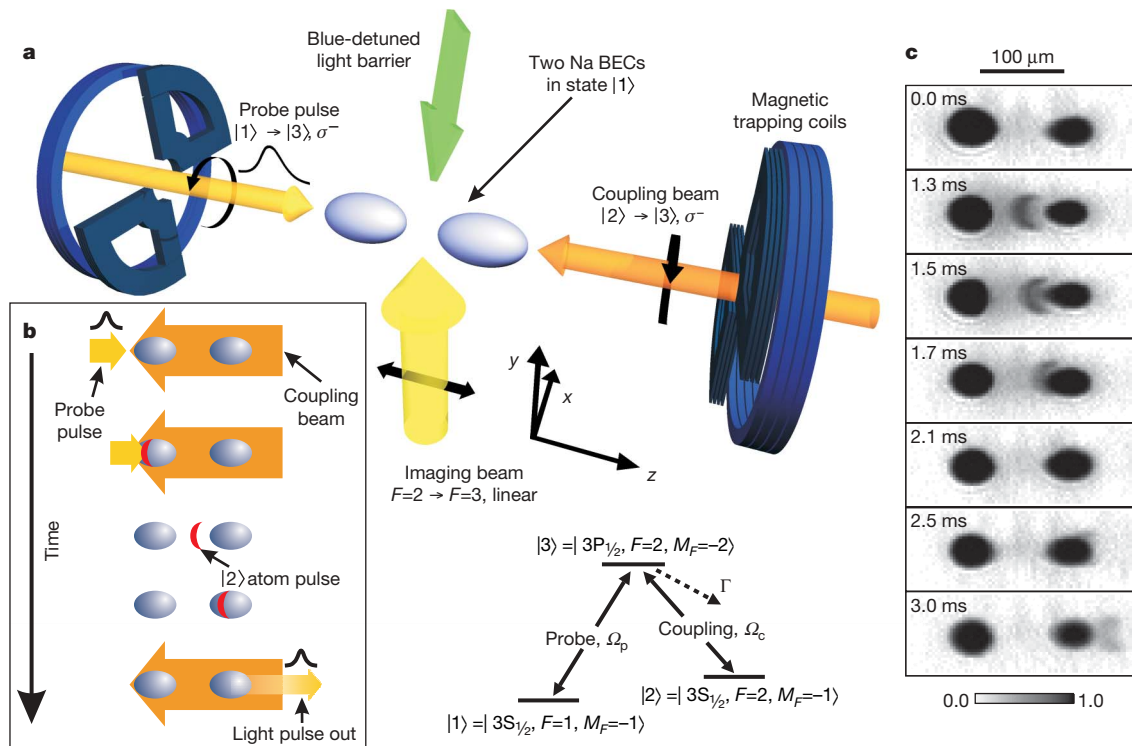 a
Blue-detuned
light barrier
Two Na BECs
in state |1⟩
Probe pulse
|1⟩ → |3⟩, σ⁻
Magnetic
trapping coils
Coupling beam
|2⟩ → |3⟩, σ⁻
y
x
z
Imaging beam
F=2 → F=3, linear
b
Time
Probe
pulse
Coupling
beam
|2⟩ atom pulse
Light pulse out
|3⟩ =| 3P1/2, F=2, MF=−2⟩
Γ
Probe, Ωp
Coupling, Ωc
|2⟩ =| 3S1/2, F=2, MF=−1⟩
|1⟩ =| 3S1/2, F=1, MF=−1⟩
c
100 μm
0.0 ms
1.3 ms
1.5 ms
1.7 ms
2.1 ms
2.5 ms
3.0 ms
0.0 1.0